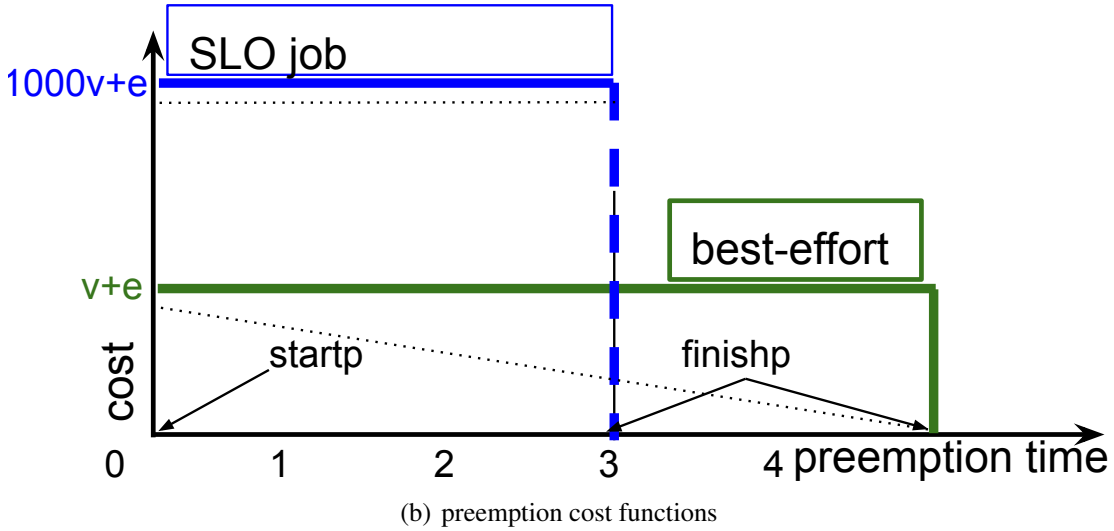 SLO job
1000v+e
best-effort
v+e
cost
startp
finishp
0 1 2 3 4 preemption time
(b) preemption cost functions